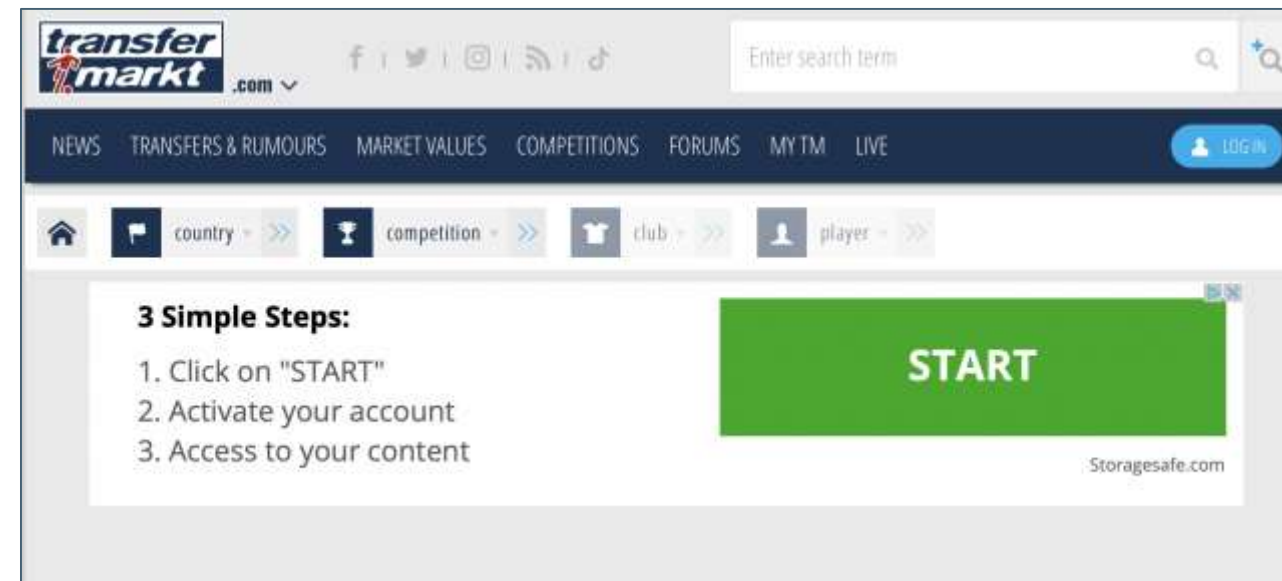 transfer
markt .com
Enter search term
NEWS TRANSFERS & RUMOURS MARKET VALUES COMPETITIONS FORUMS MY TM LIVE LOG IN
country competition club player
3 Simple Steps:
1. Click on "START"
2. Activate your account
3. Access to your content
START
Storagesafe.com